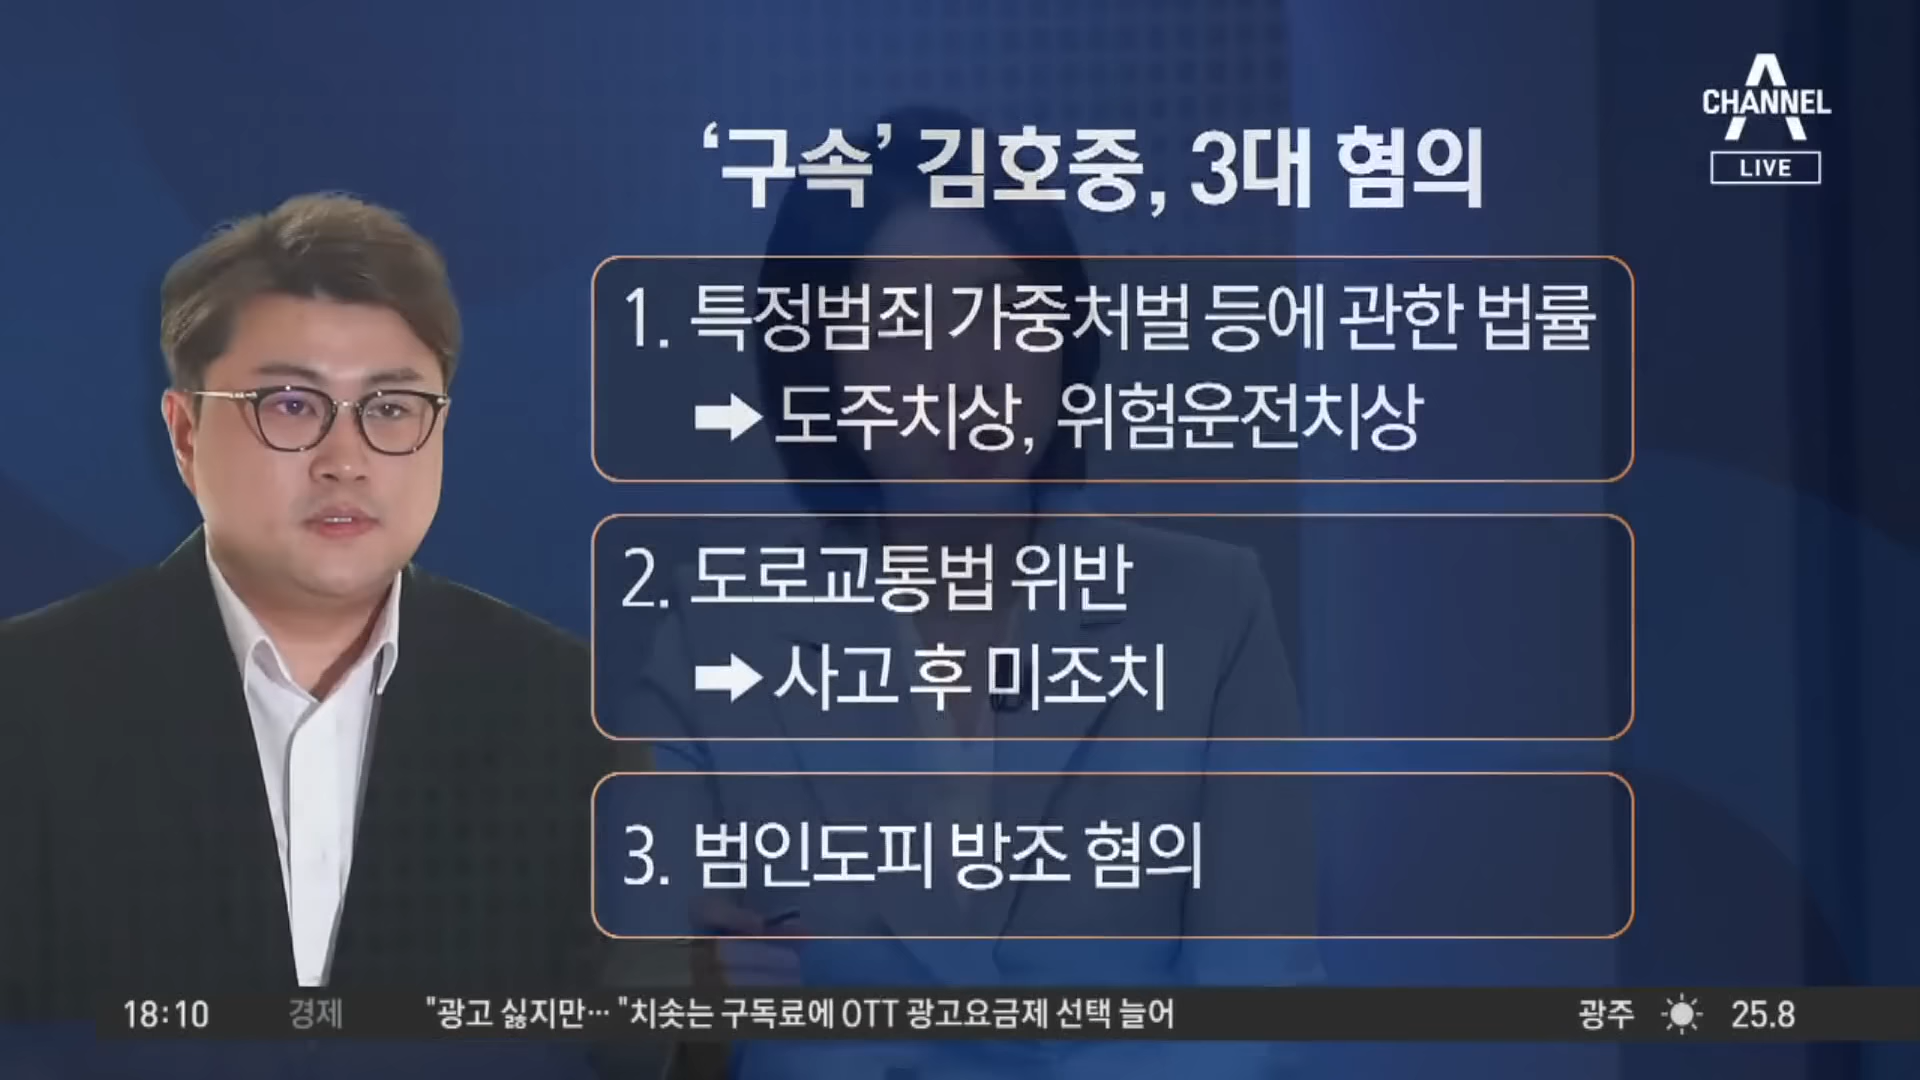 CHANNEL A
LIVE
‘구속’ 김호중, 3대 혐의
1. 특정범죄 가중처벌 등에 관한 법률
➡ 도주치상, 위험운전치상
2. 도로교통법 위반
➡ 사고 후 미조치
3. 범인도피 방조 혐의
18:10 경제 "광고 싫지만… "치솟는 구독료에 OTT 광고요금제 선택 늘어 광주 25.8